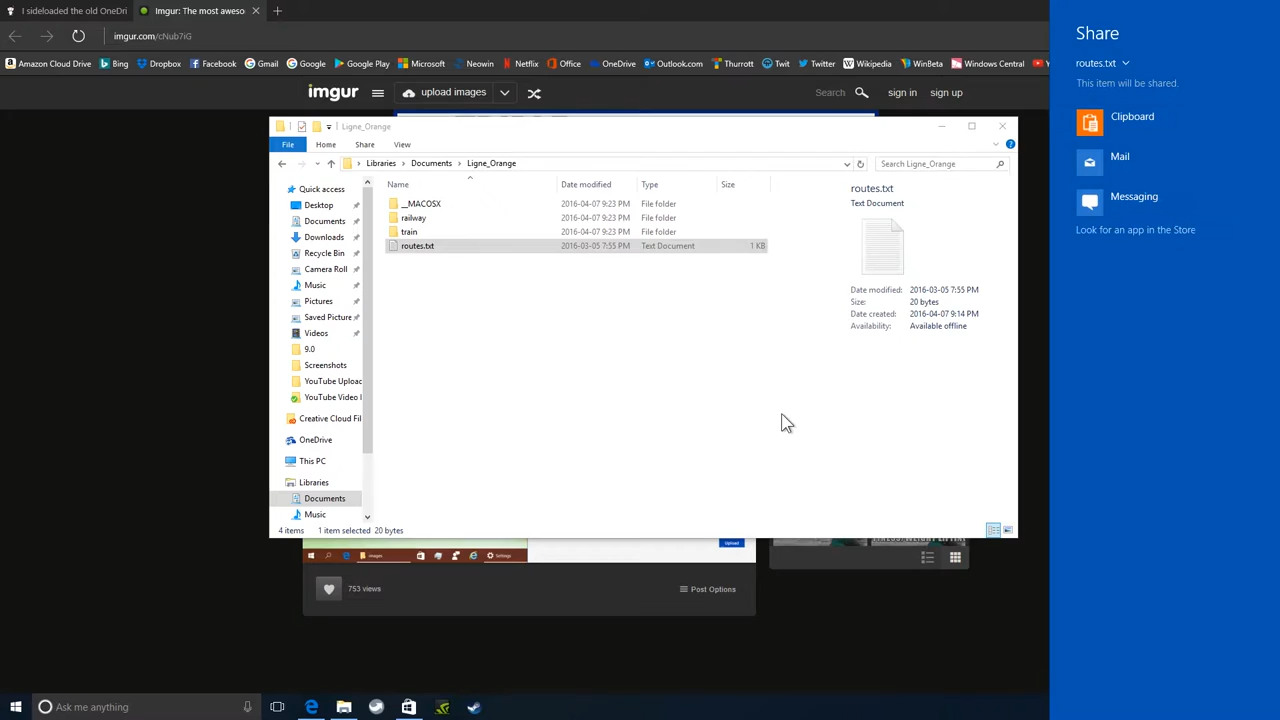 I sideloaded the old OneDri
Imgur: The most aweso
imgur.com/cNub7iG
Amazon Cloud Drive Bing Dropbox Facebook Gmail Google Google Play Microsoft Neowin Netflix Office OneDrive Outlook.com Thurrott Twit Twitter Wikipedia WinBeta Windows Central
imgur upload images Search sign in sign up
Ligne_Orange
File Home Share View
Libraries Documents Ligne_Orange Search Ligne_Orange
Name Date modified Type Size
__MACOSX 2016-04-07 9:23 PM File folder
railway 2016-04-07 9:23 PM File folder
train 2016-04-07 9:23 PM File folder
routes.txt 2016-03-05 7:55 PM Text Document 1 KB
Quick access
Desktop
Documents
Downloads
Recycle Bin
Camera Roll
Music
Pictures
Saved Picture
Videos
9.0
Screenshots
YouTube Uploac
YouTube Video I
Creative Cloud Fil
OneDrive
This PC
Libraries
Documents
Music
routes.txt
Text Document
Date modified: 2016-03-05 7:55 PM
Size: 20 bytes
Date created: 2016-04-07 9:14 PM
Availability: Available offline
4 items 1 item selected 20 bytes
images Settings
Upload
753 views Post Options
Share
routes.txt
This item will be shared.
Clipboard
Mail
Messaging
Look for an app in the Store
Ask me anything